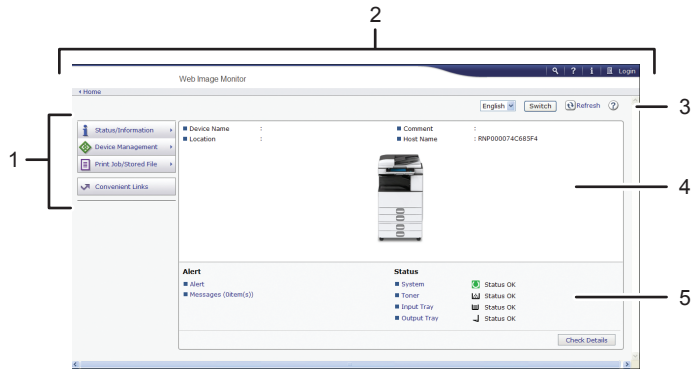 2
Web Image Monitor
? i Login
Home
English Switch Refresh ?
3
1
Status/Information
Device Management
Print Job/Stored File
Convenient Links
Device Name :
Location :
Comment :
Host Name : RNP000074C685F4
4
Alert
Alert
Messages (0item(s))
Status
System Status OK
Toner Status OK
Input Tray Status OK
Output Tray Status OK
5
Check Details